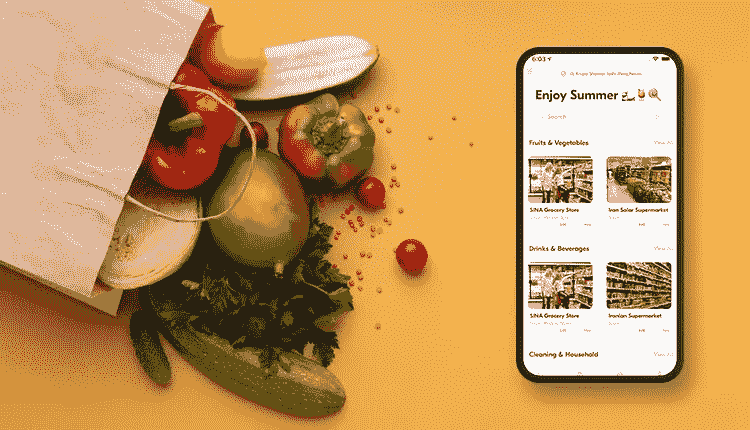 6:03
Enjoy Summer
Search
Fruits & Vegetables
View All
SiNA Grocery Store
Iran Solar Supermarket
Drinks & Beverages
View All
SiNA Grocery Store
Iranian Supermarket
Cleaning & Household
View All